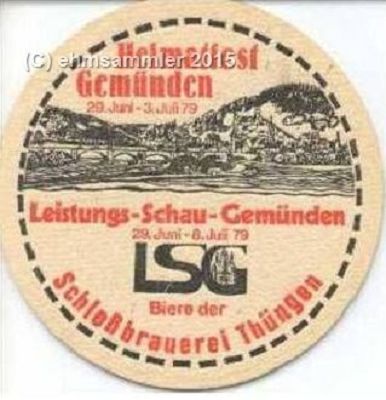 (C) ehmsammler 2015
Heimatfest
Gemünden
29. Juni - 3. Juli 79
Leistungs-Schau-Gemünden
29. Juni - 8. Juli 79
LSG
Biere der
Schloßbrauerei Thüngen